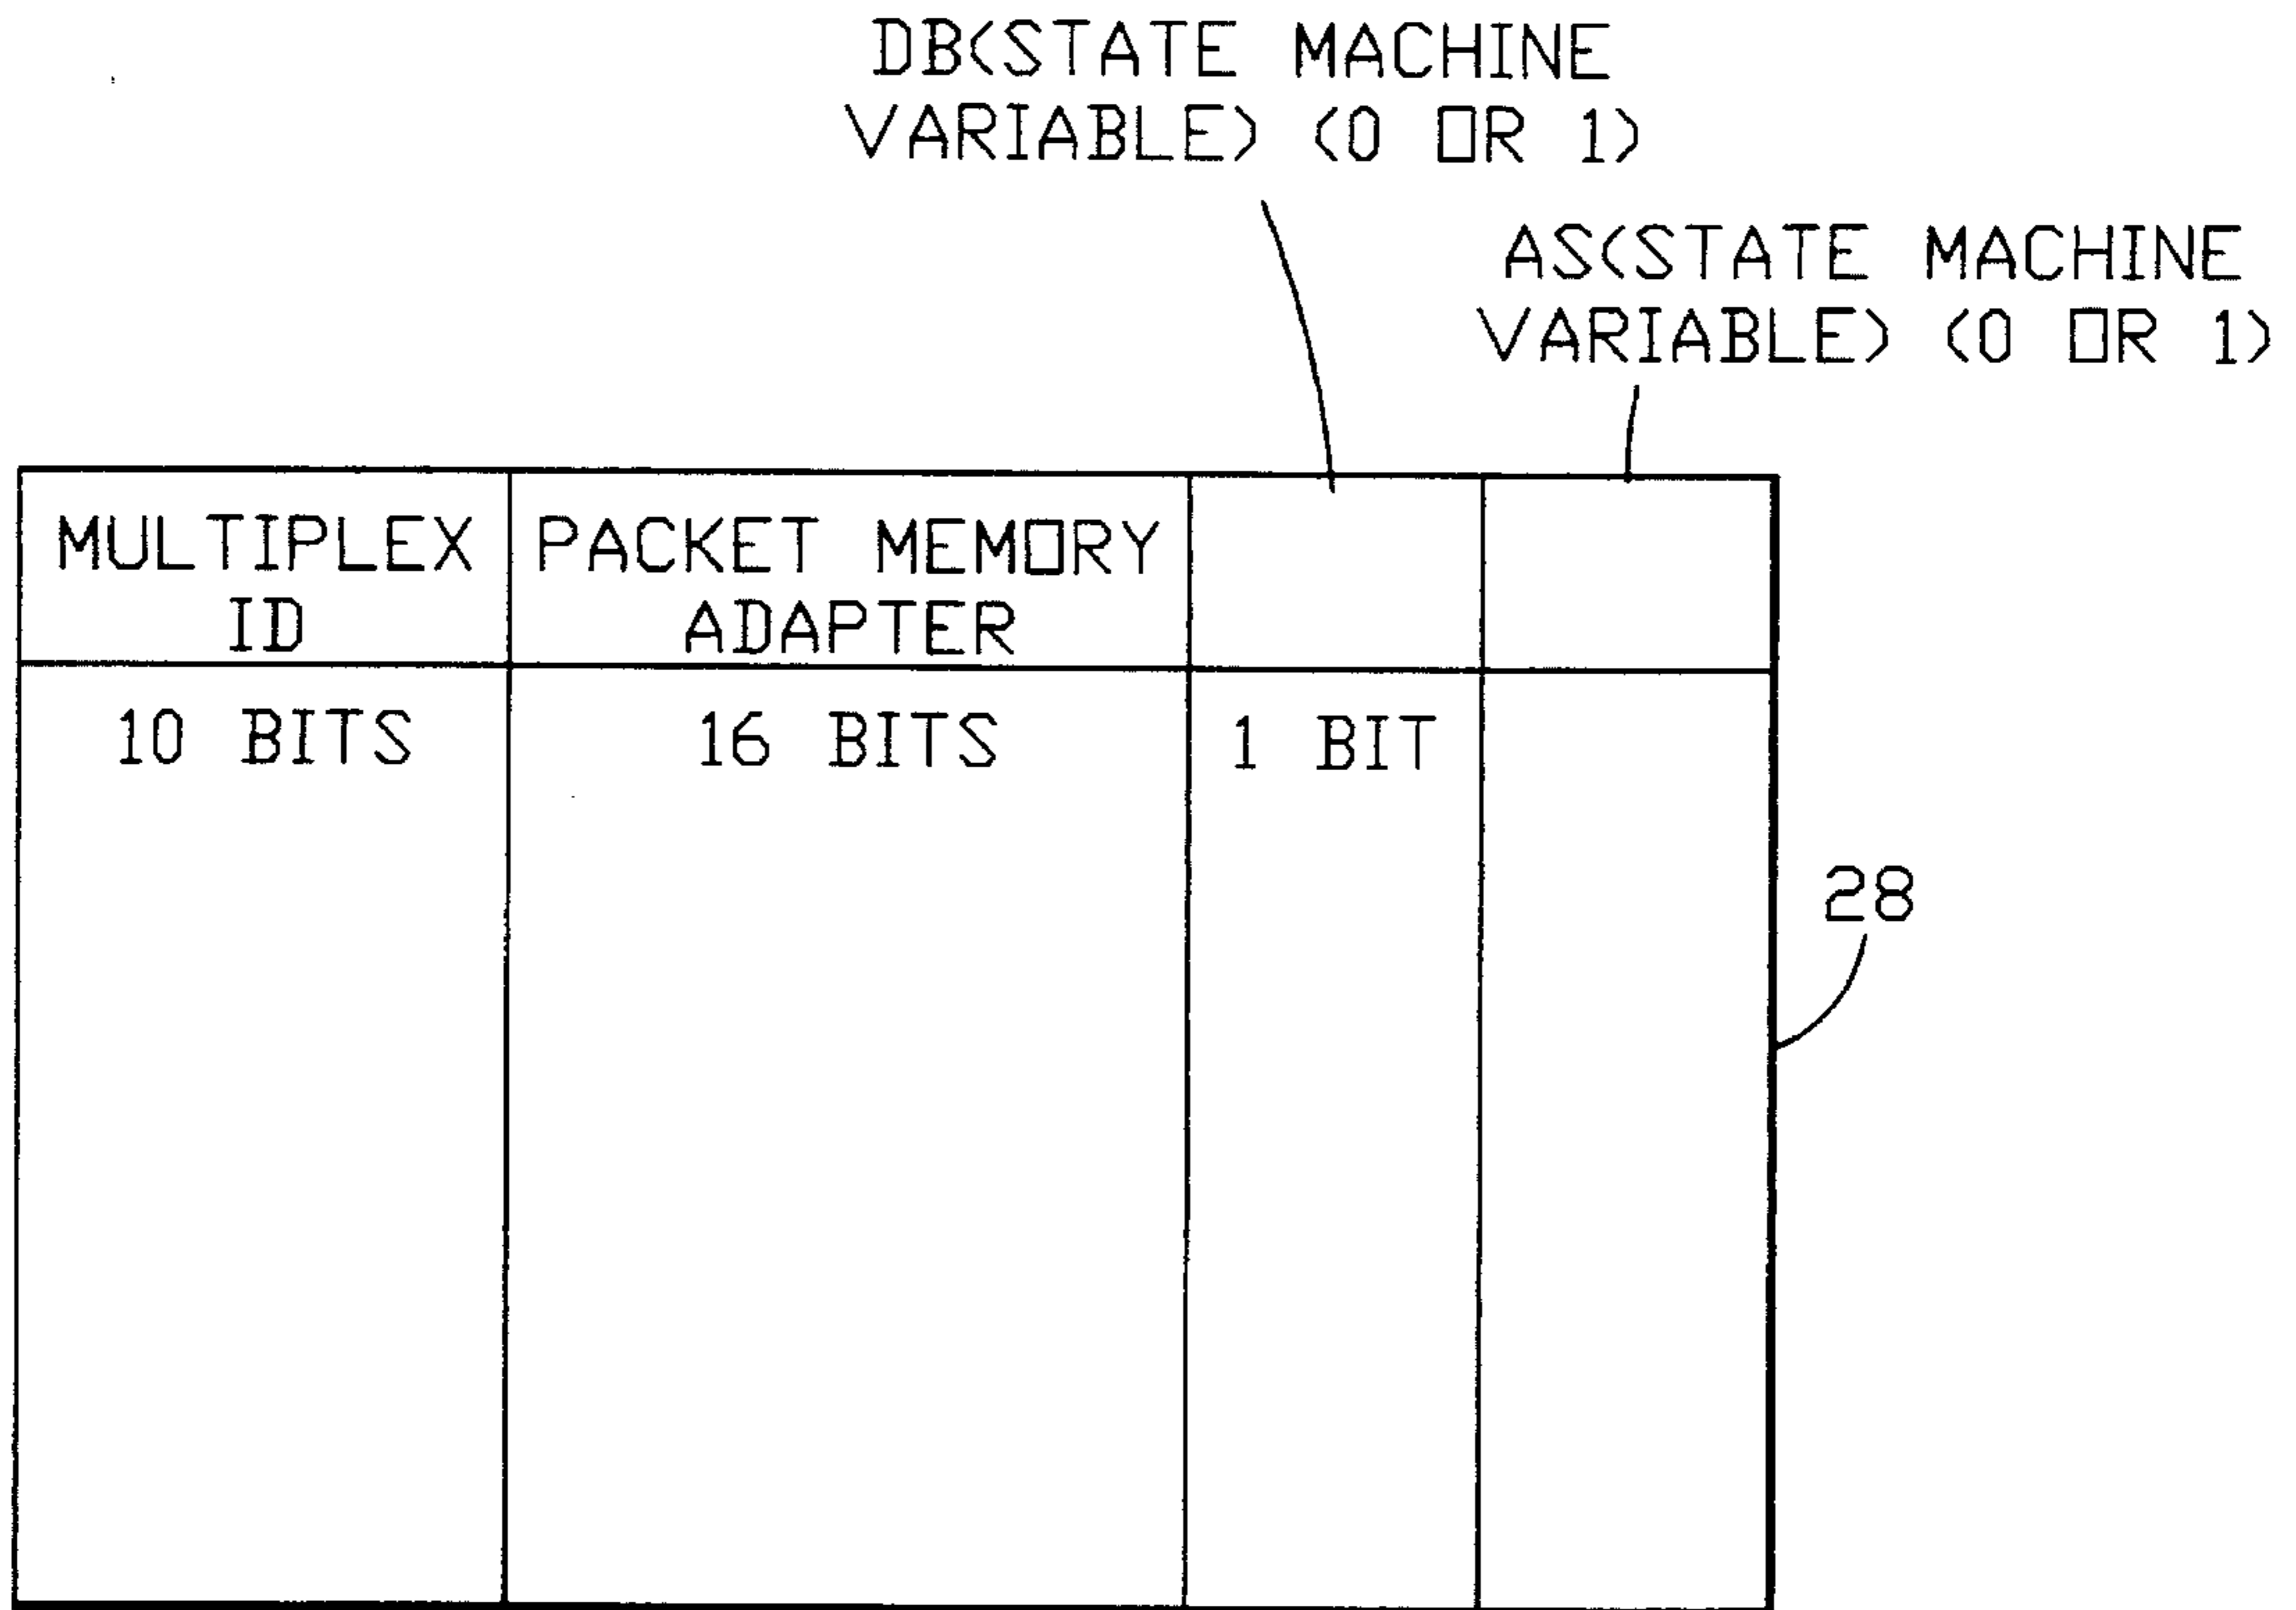 DB(STATE MACHINE
VARIABLE) (0 OR 1)
AS(STATE MACHINE
VARIABLE) (0 OR 1)
MULTIPLEX
ID
PACKET MEMORY
ADAPTER
10 BITS
16 BITS
1 BIT
28